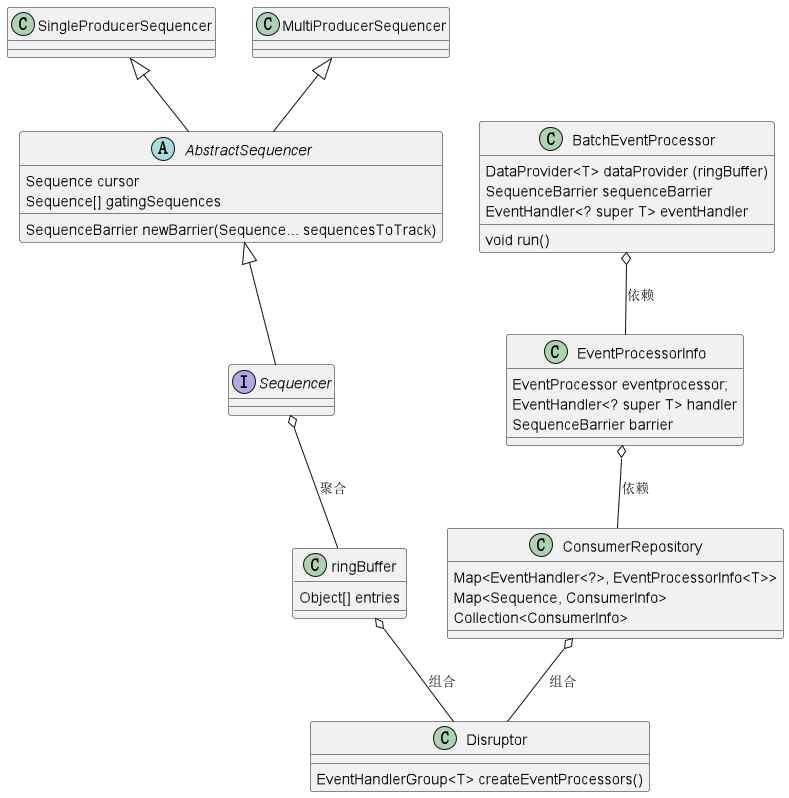 C SingleProducerSequencer
C MultiProducerSequencer
A AbstractSequencer
Sequence cursor
Sequence[] gatingSequences
SequenceBarrier newBarrier(Sequence... sequencesToTrack)
C BatchEventProcessor
DataProvider<T> dataProvider (ringBuffer)
SequenceBarrier sequenceBarrier
EventHandler<? super T> eventHandler
void run()
依赖
C EventProcessorInfo
EventProcessor eventprocessor;
EventHandler<? super T> handler
SequenceBarrier barrier
I Sequencer
聚合
依赖
C ringBuffer
Object[] entries
C ConsumerRepository
Map<EventHandler<?>, EventProcessorInfo<T>>
Map<Sequence, ConsumerInfo>
Collection<ConsumerInfo>
组合
组合
C Disruptor
EventHandlerGroup<T> createEventProcessors()